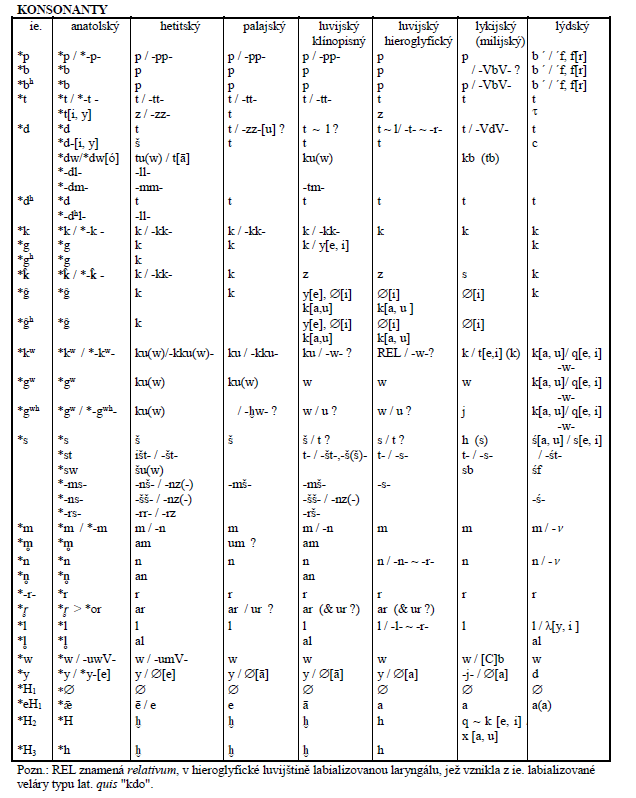 KONSONANTY
ie. anatolský hetitský palajský luvijský klínopisný luvijský hieroglyfický lykijský (milijský) lýdský
*p *p / *-p- p / -pp- p / -pp- p / -pp- p p b ´ / ´f, f[r]
*b *b p p p p / -VbV- ? b ´ / ´f, f[r]
*bʰ *b p p p p p / -VbV- b ´ / ´f, f[r]
*t *t / *-t - t / -tt- t / -tt- t / -tt- t t t
*t[i, y] z / -zz- t z τ
*d *d t t / -zz-[u] ? t ~ l ? t ~ l/ -t- ~ -r- t / -VdV- t
*d-[i, y] š t t t c
*dw/*dw[ó] tu(w) / t[ā] ku(w) kb (tb)
*-dl- -ll-
*-dm- -mm- -tm-
*dʰ *d t t t t t t
*-dʰl- -ll-
*k *k / *-k - k / -kk- k / -kk- k / -kk- k k k
*g *g k k k / y[e, i] k
*gʰ *g k
*k̂ *k̂ / *-k̂ - k / -kk- k z z s k
*ĝ *ĝ k k y[e], ∅[i] ∅[i] ∅[i] k
k[a,u] k[a, u ]
*ĝʰ *ĝ k y[e], ∅[i] ∅[i] ∅[i]
k[a,u] k[a, u]
*kʷ *kʷ / *-kʷ- ku(w)/-kku(w)- ku / -kku- ku / -w- ? REL / -w-? k / t[e,i] (k) k[a, u]/ q[e, i]
-w-
*gʷ *gʷ ku(w) ku(w) w w w k[a, u]/ q[e, i]
-w-
*gʷʰ *gʷ / *-gʷʰ- ku(w) / -ḫw- ? w / u ? w / u ? j k[a, u]/ q[e, i]
-w-
*s *s š š š / t ? s / t ? h (s) ś[a, u] / s[e, i]
*st išt- / -št- t- / -št-,-š(š)- t- / -s- t- / -s- / -śt-
*sw šu(w) sb śf
*-ms- -nš- / -nz(-) -mš- -mš- -s-
*-ns- -šš- / -nz(-) -šš- / -nz(-) -ś-
*-rs- -rr- / -rz -rš-
*m *m / *-m m / -n m m / -n m m m / -ν
*m̥ *m̥ am um ? am
*n *n n n n n / -n- ~ -r- n n / -ν
*n̥ *n̥ an an
*-r- *r r r r r r r
*r̥ *r̥ > *or ar ar / ur ? ar (& ur ?) ar (& ur ?)
*l *l l l l l / -l- ~ -r- l l / λ[y, i ]
*l̥ *l̥ al al al
*w *w / -uwV- w / -umV- w w w w / [C]b w
*y *y / *y-[e] y / ∅[e] y / ∅[ā] y / ∅[ā] y / ∅[a] -j- / ∅[a] d
*H₁ *∅ ∅ ∅ ∅ ∅ ∅ ∅
*eH₁ *ǣ ē / e e ā a a a(a)
*H₂ *H ḫ ḫ ḫ h q ~ k [e, i] ,
x [a, u]
*H₃ *h ḫ ḫ ḫ h
Pozn.: REL znamená relativum, v hieroglyfické luvijštině labializovanou laryngálu, jež vznikla z ie. labializované
veláry typu lat. quis "kdo".